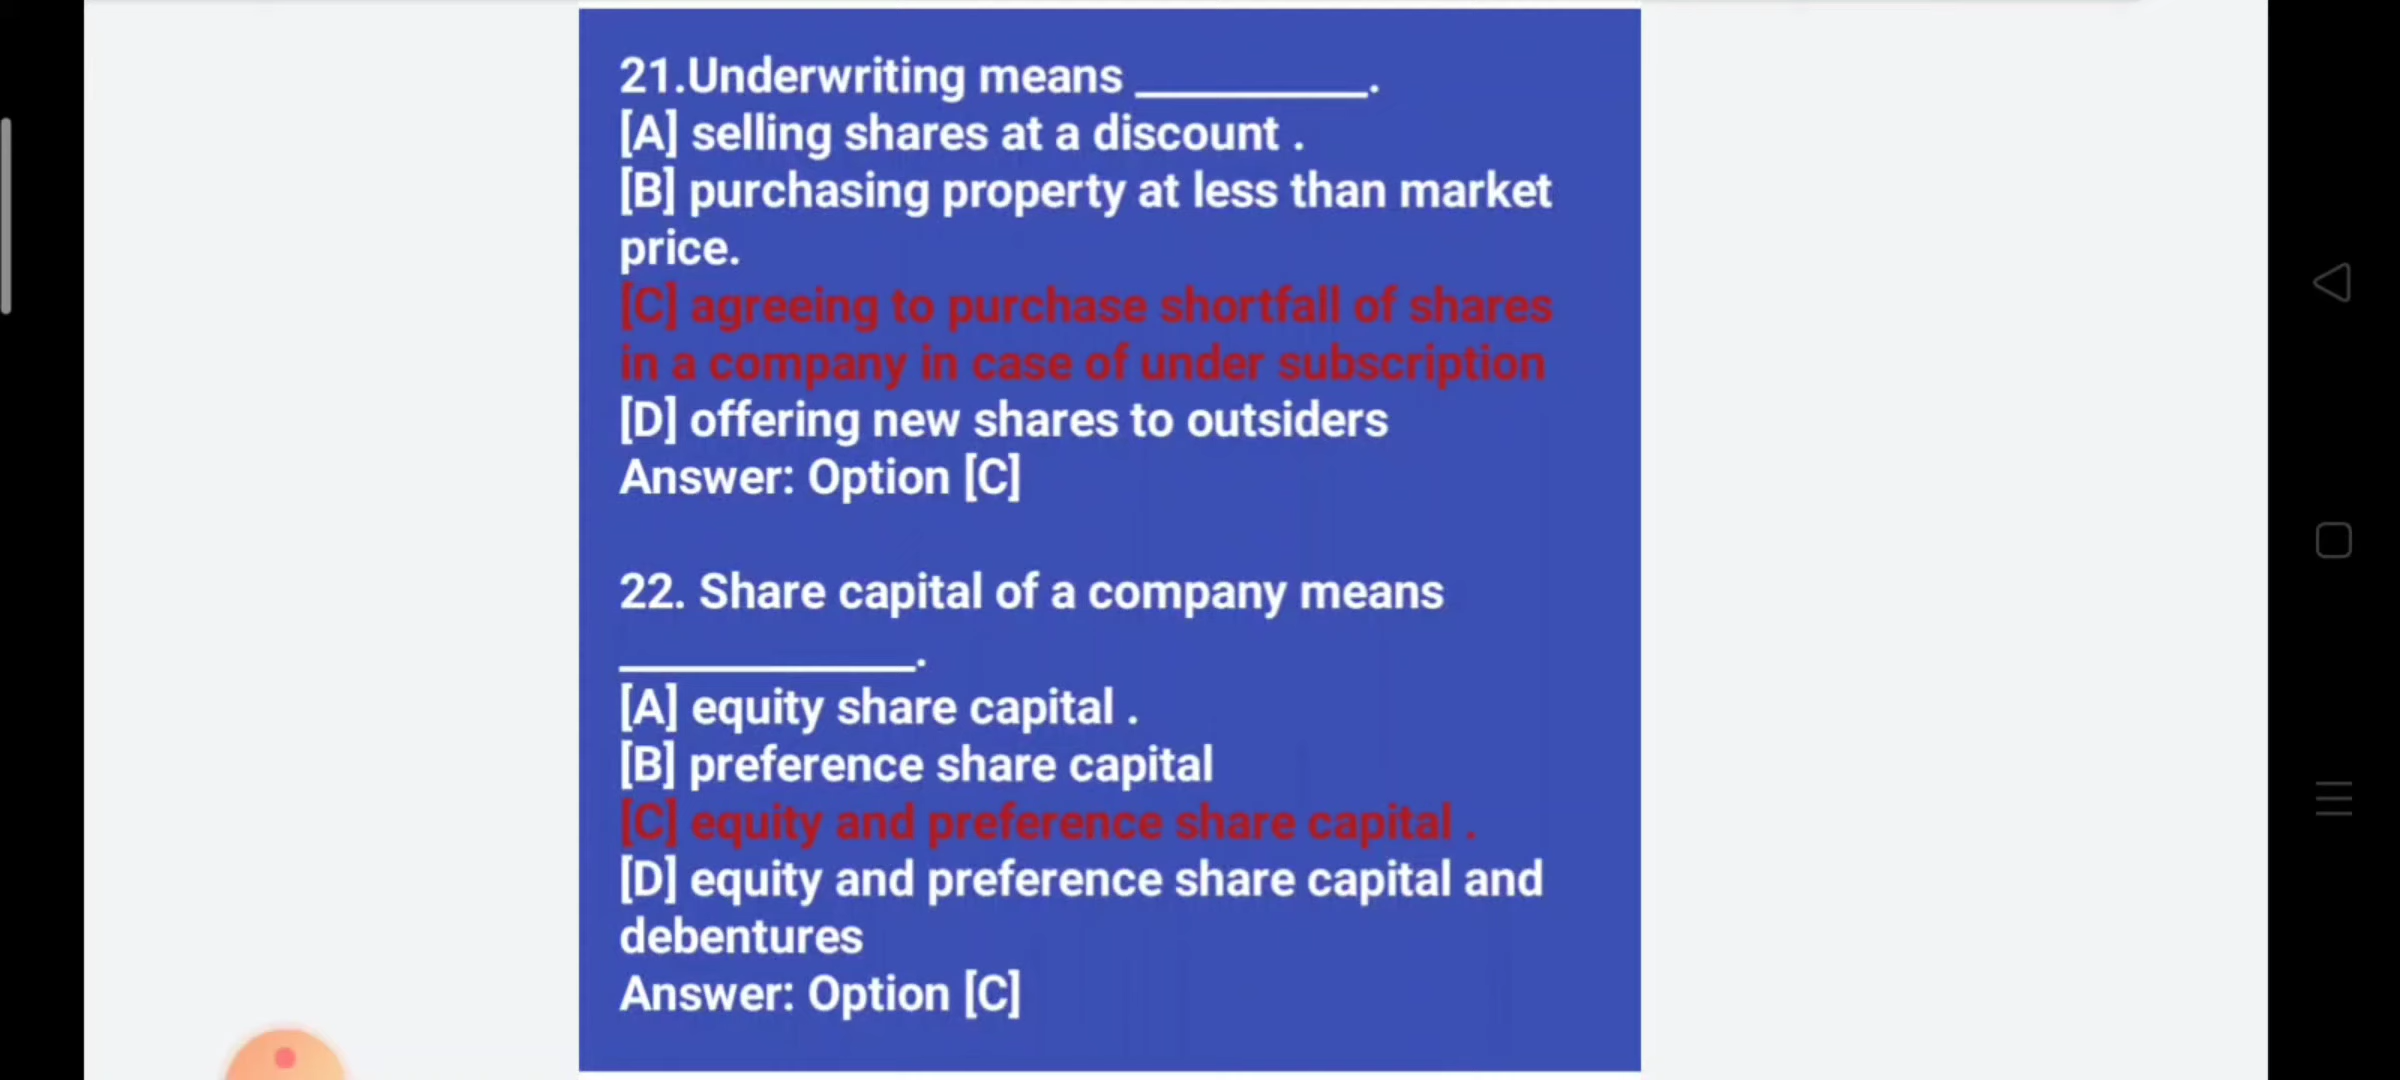 21.Underwriting means _________.
[A] selling shares at a discount .
[B] purchasing property at less than market
price.
[C] agreeing to purchase shortfall of shares
in a company in case of under subscription
[D] offering new shares to outsiders
Answer: Option [C]
22. Share capital of a company means
____________.
[A] equity share capital .
[B] preference share capital
[C] equity and preference share capital .
[D] equity and preference share capital and
debentures
Answer: Option [C]